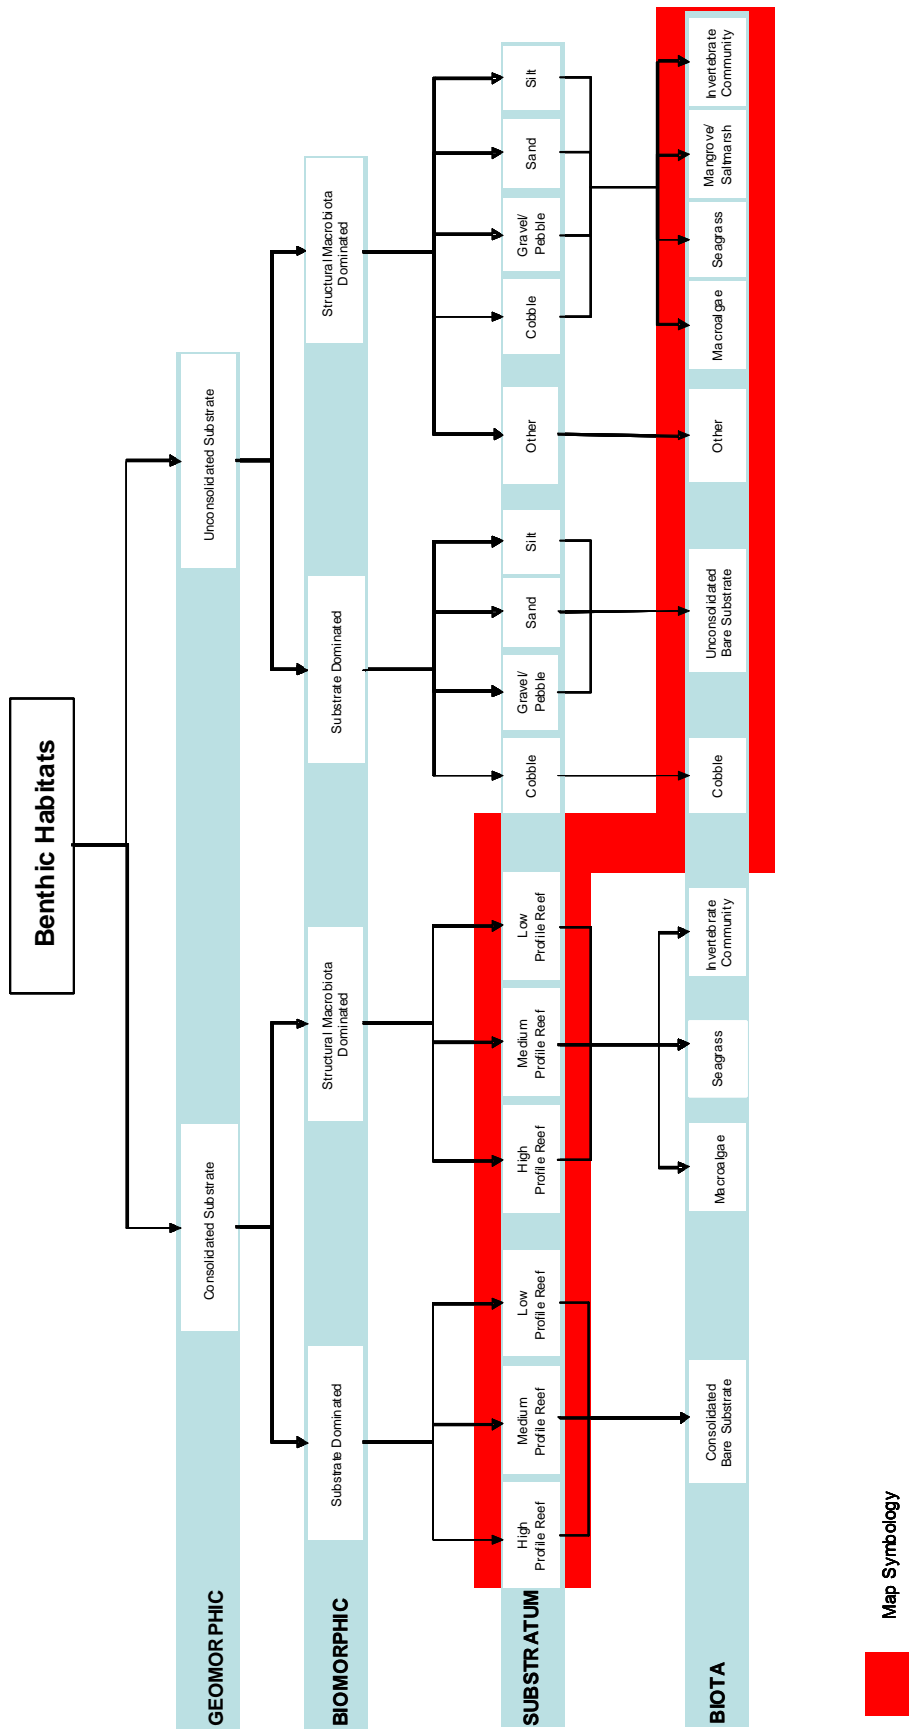 Benthic Habitats
GEOMORPHIC
Consolidated Substrate
Unconsolidated Substrate
BIOMORPHIC
Substrate Dominated
Structural Macrobiota
Dominated
Substrate Dominated
Structural Macrobiota
Dominated
SUBSTRATUM
High
Profile Reef
Medium
Profile Reef
Low
Profile Reef
High
Profile Reef
Medium
Profile Reef
Low
Profile Reef
Cobble
Gravel/
Pebble
Sand
Silt
Other
Cobble
Gravel/
Pebble
Sand
Silt
BIOTA
Consolidated
Bare Substrate
Macroalgae
Seagrass
Invertebrate
Community
Cobble
Unconsolidated
Bare Substrate
Other
Macroalgae
Seagrass
Mangrove/
Saltmarsh
Invertebrate
Community
Map Symbology